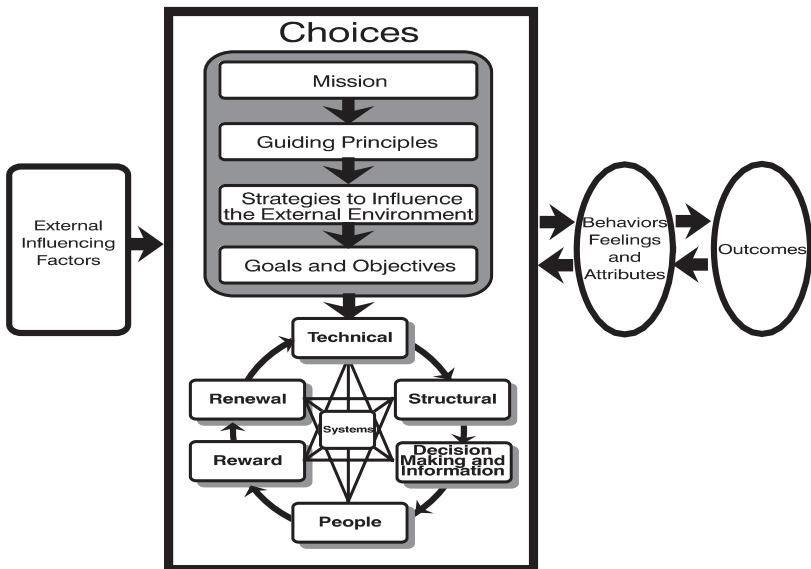 Choices
Mission
Guiding Principles
Strategies to Influence
the External Environment
Goals and Objectives
External
Influencing
Factors
Behaviors
Feelings
and
Attributes
Outcomes
Technical
Renewal
Structural
Systems
Reward
Decision
Making and
Information
People